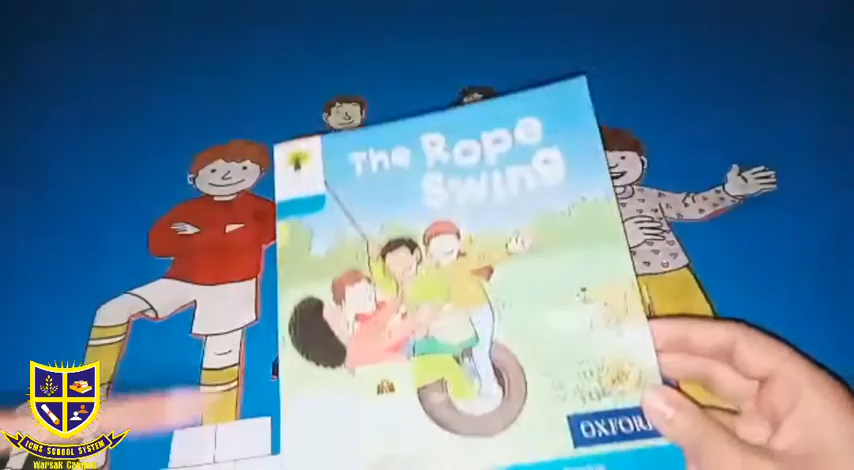 The Rope
Swing
OXFORD
ICMS SCHOOL SYSTEM
Warsak Campus